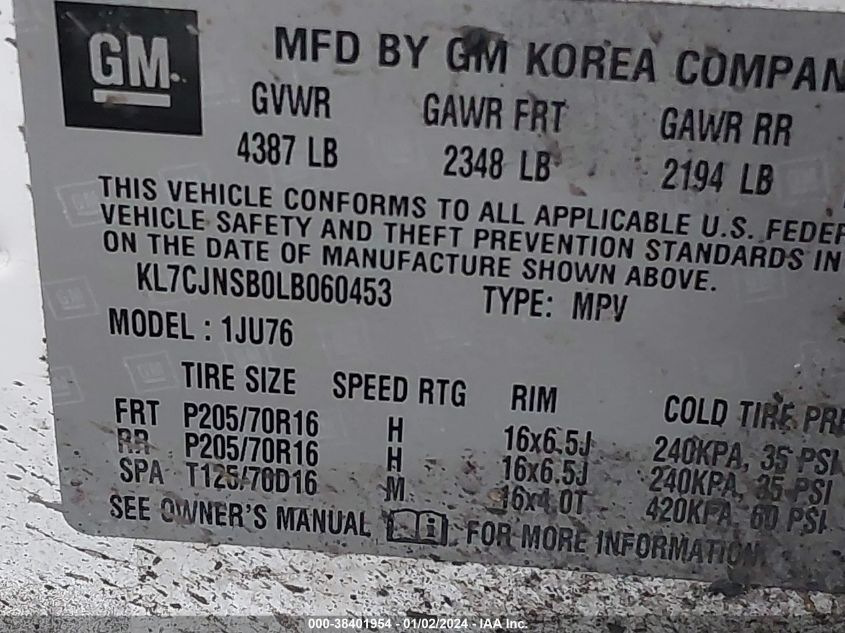 GM
MFD BY GM KOREA COMPAN
GVWR GAWR FRT GAWR RR
4387 LB 2348 LB 2194 LB
THIS VEHICLE CONFORMS TO ALL APPLICABLE U.S. FEDER
VEHICLE SAFETY AND THEFT PREVENTION STANDARDS IN
ON THE DATE OF MANUFACTURE SHOWN ABOVE.
KL7CJNSB0LB060453 TYPE: MPV
MODEL: 1JU76
TIRE SIZE SPEED RTG RIM COLD TIRE PRE
FRT P205/70R16 H 16x6.5J 240KPA, 35 PSI
RR P205/70R16 H 16x6.5J 240KPA, 35 PSI
SPA T125/70D16 M 16x4.0T 420KPA, 60 PSI
SEE OWNER'S MANUAL FOR MORE INFORMATION
000-38401954 - 01/02/2024 - IAA Inc.